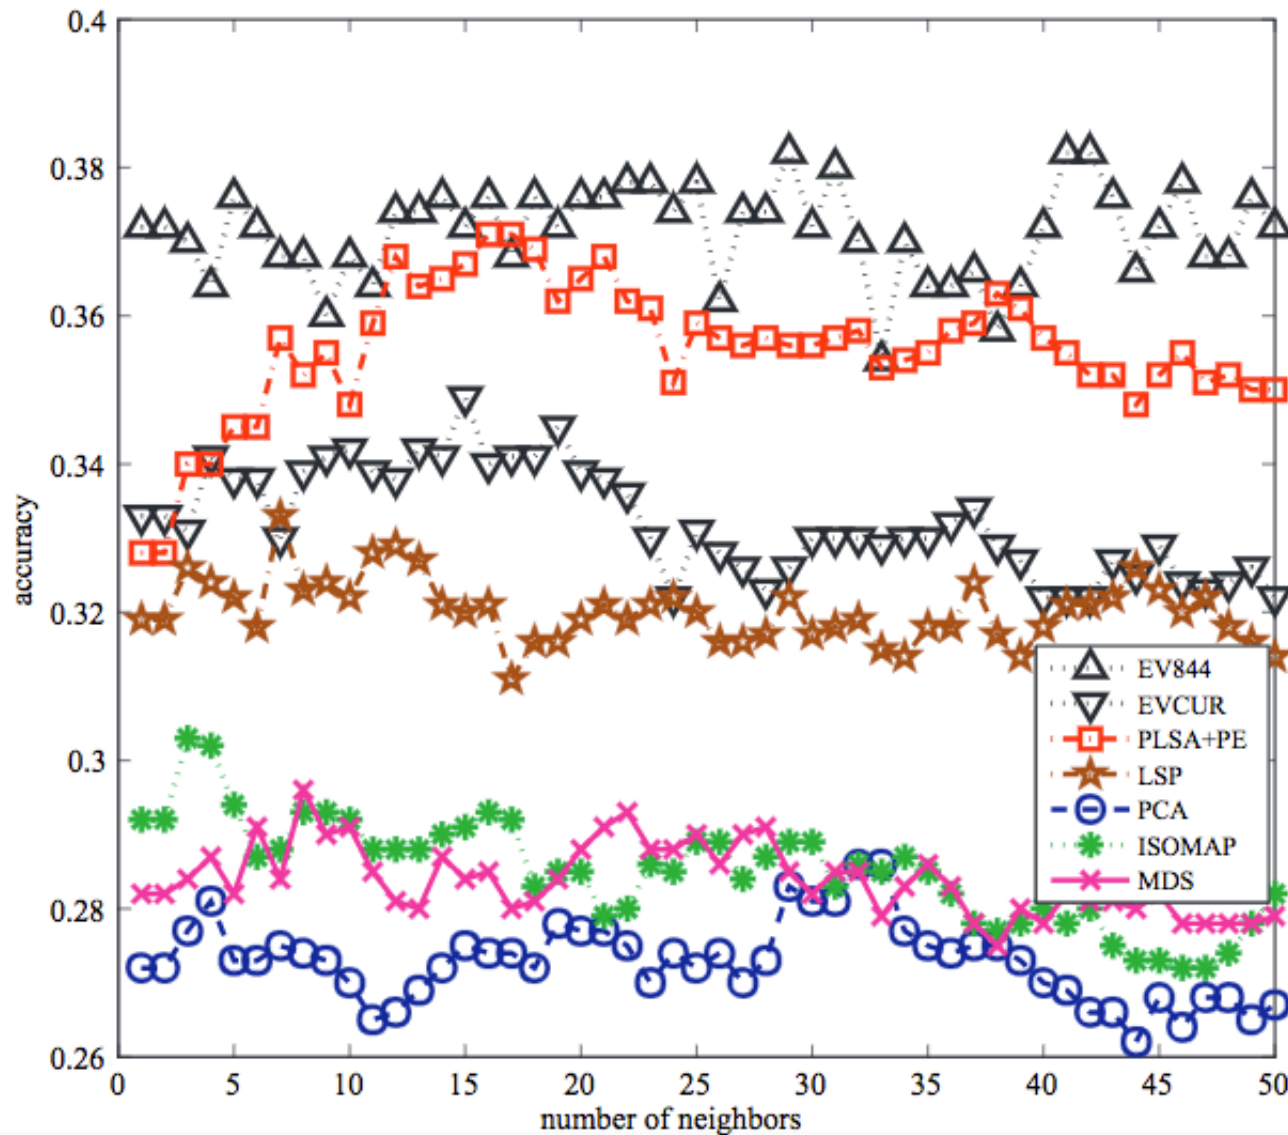 0.4
0.38
0.36
0.34
0.32
0.3
0.28
0.26
accuracy
EV844
EVCUR
PLSA+PE
LSP
PCA
ISOMAP
MDS
0 5 10 15 20 25 30 35 40 45 50
number of neighbors